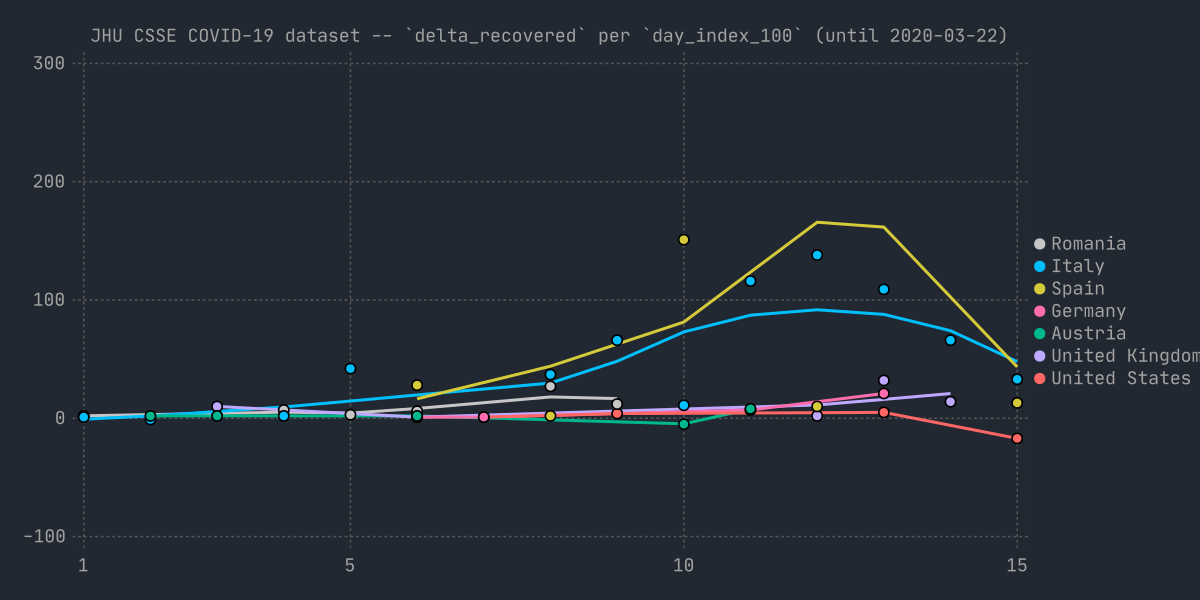 JHU CSSE COVID-19 dataset -- `delta_recovered` per `day_index_100` (until 2020-03-22)
300
200
100
0
-100
1 5 10 15
Romania
Italy
Spain
Germany
Austria
United Kingdom
United States